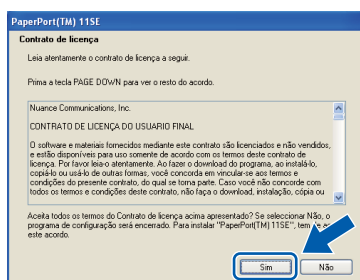 PaperPort(TM) 11SE
Contrato de licença
Leia atentamente o contrato de licença a seguir.
Prima a tecla PAGE DOWN para ver o resto do acordo.
Nuance Communications, Inc.
CONTRATO DE LICENÇA DO USUARIO FINAL
O software e materiais fornecidos mediante este contrato são licenciados e não vendidos,
e estão disponíveis para uso somente de acordo com os termos deste contrato de
licença. Por favor leia-o atentamente. Ao fazer o download do programa, ao instalá-lo,
copiá-lo ou usá-lo de outras formas, você concorda em vincular-se aos termos e
condições do presente contrato, do qual se torna parte. Caso você não concorde com
todos os termos e condições deste contrato, não faça o download, instalação, cópia ou
Aceita todos os termos do Contrato de licença acima apresentado? Se seleccionar Não, o
programa de configuração será encerrado. Para instalar "PaperPort(TM) 11SE", tem de
este acordo.
Sim
Não